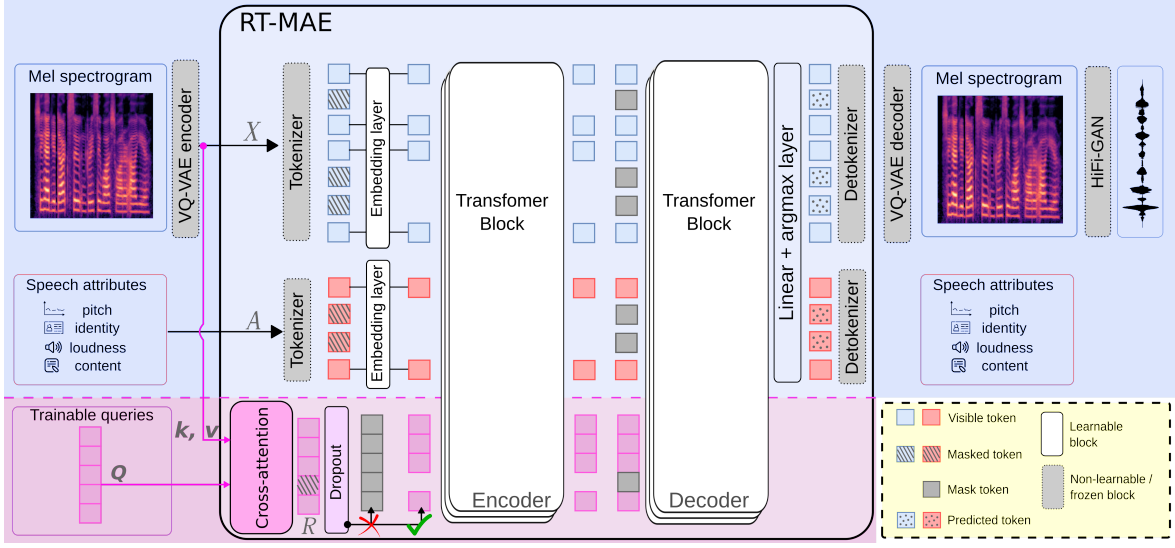 RT-MAE
Mel spectrogram
VQ-VAE encoder
X
Tokenizer
Embedding layer
Transfomer
Block
Transfomer
Block
Linear + argmax layer
Detokenizer
VQ-VAE decoder
Mel spectrogram
HiFi-GAN
Speech attributes
pitch
identity
loudness
content
A
Tokenizer
Embedding layer
Detokenizer
Speech attributes
pitch
identity
loudness
content
Trainable queries
k, v
Q
Cross-attention
R
Dropout
Encoder
Decoder
Visible token
Masked token
Mask token
Predicted token
Learnable
block
Non-learnable /
frozen block